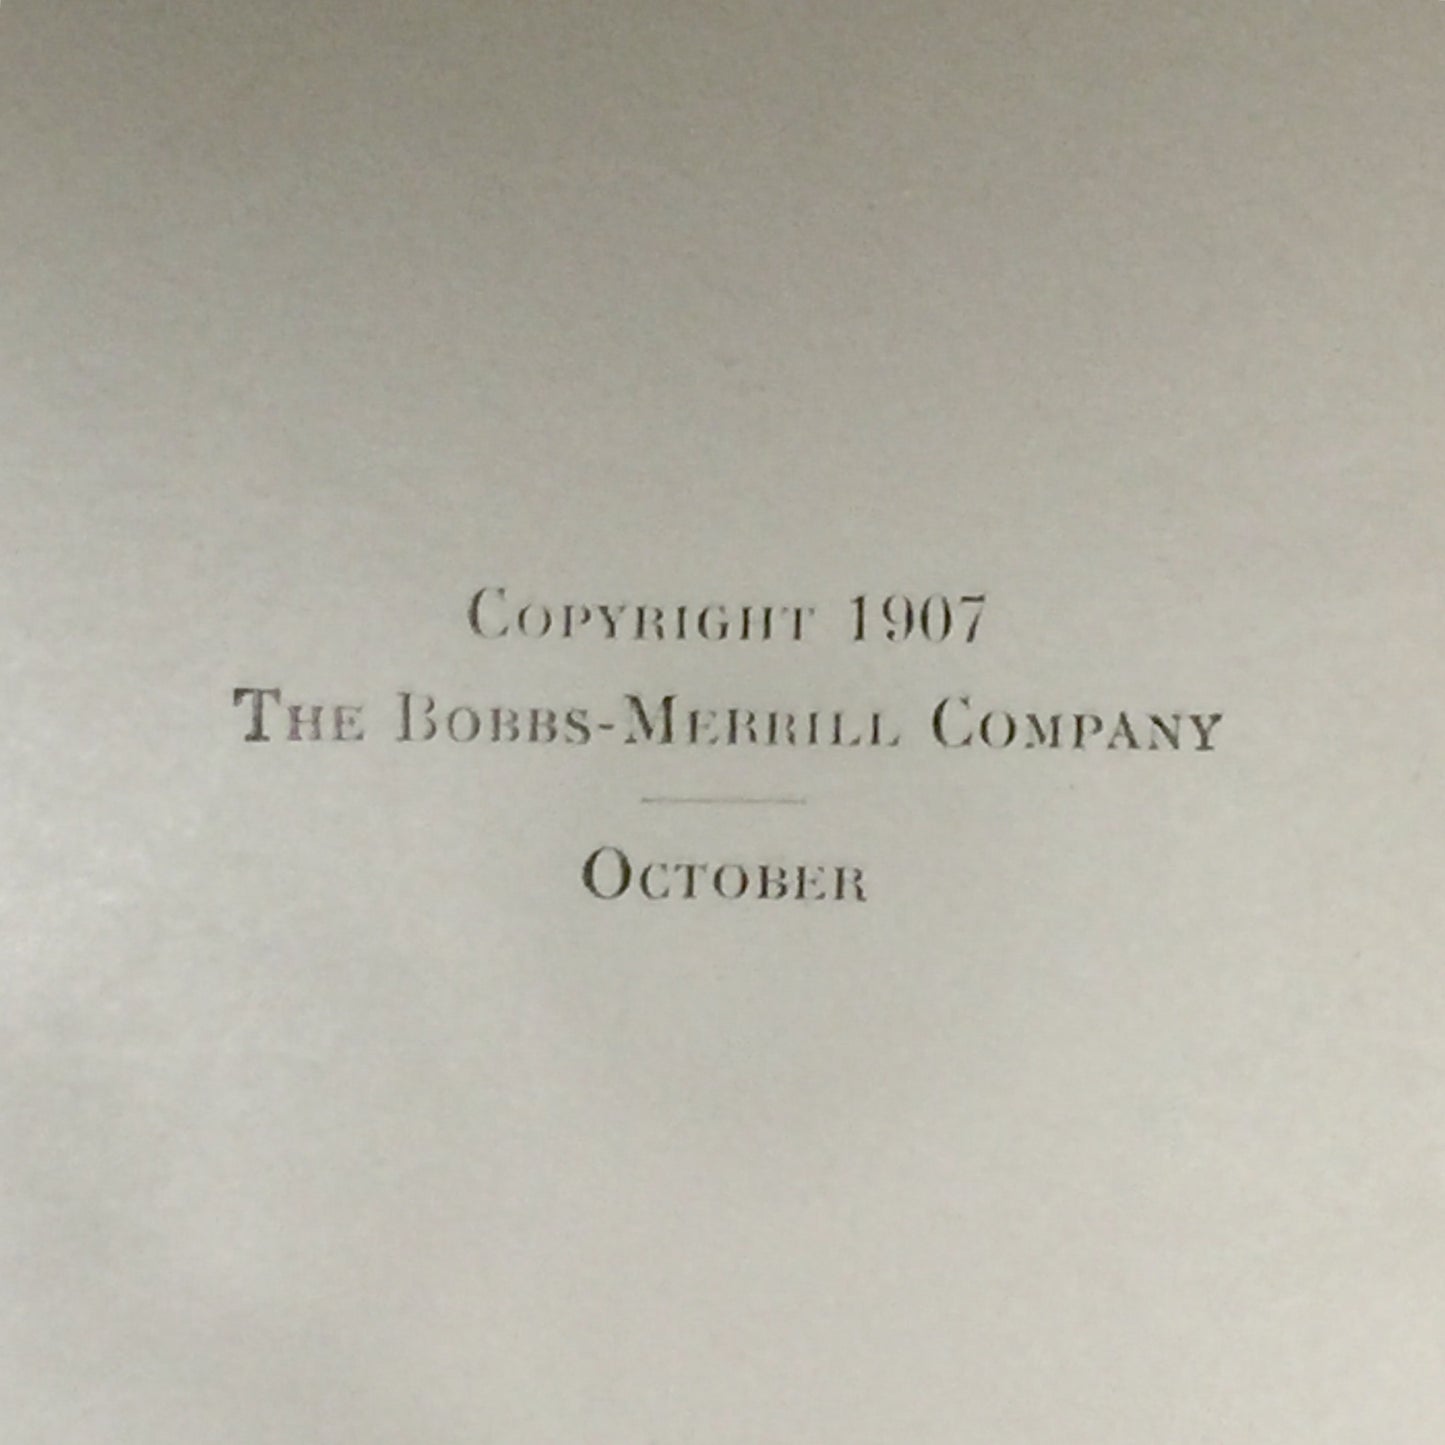 Copyright 1907
The Bobbs-Merrill Company
October